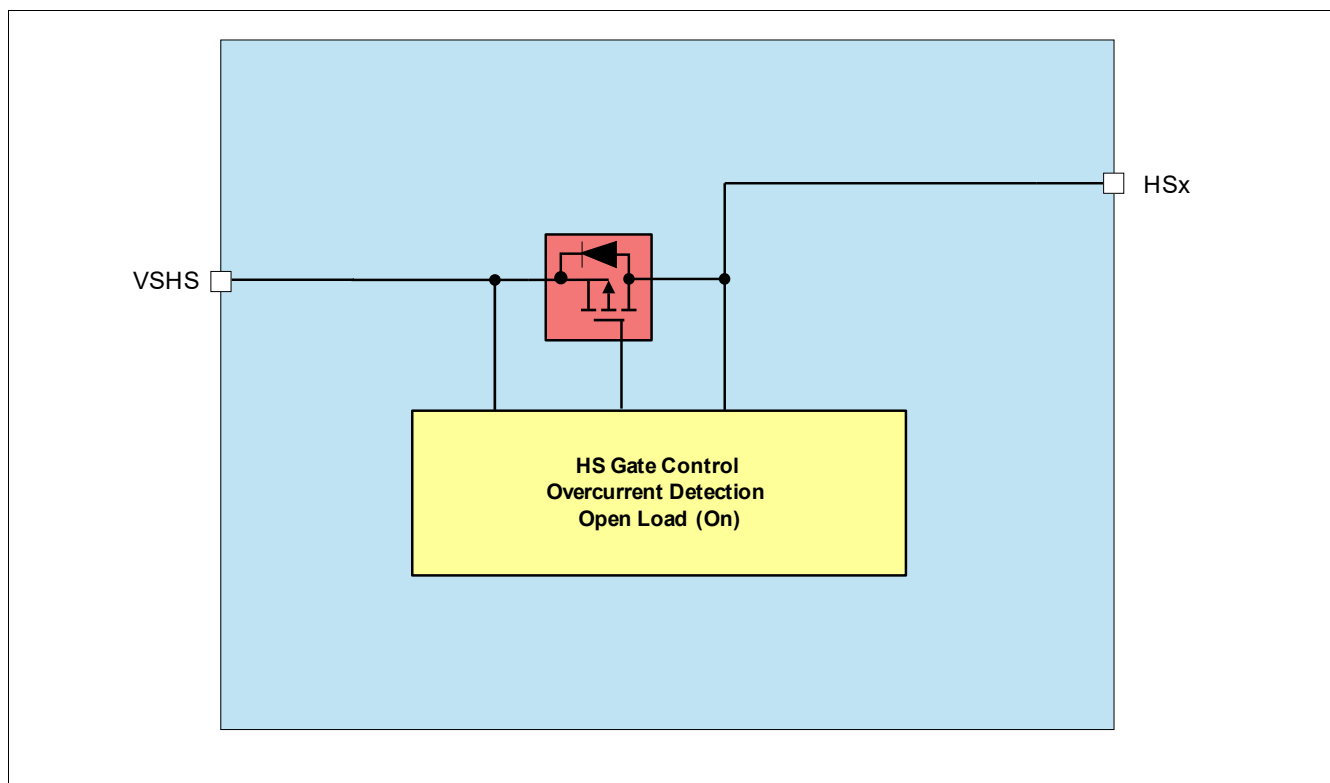 HSx
VSHS
HS Gate Control
Overcurrent Detection
Open Load (On)